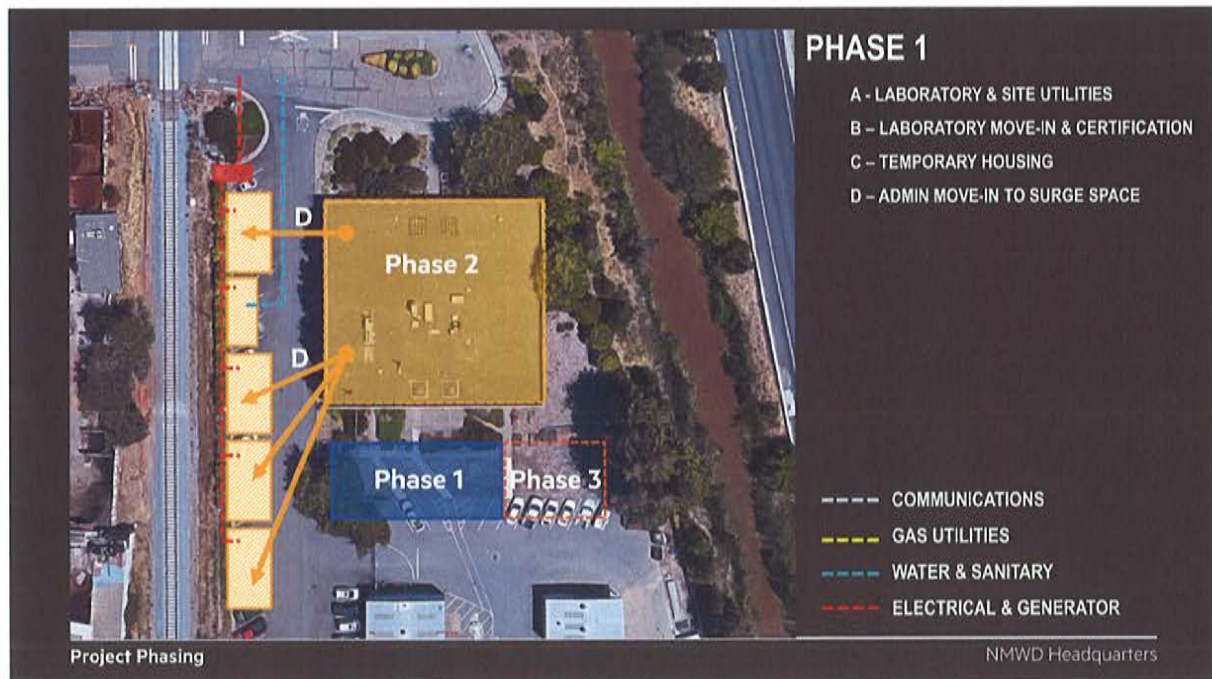 PHASE 1
A - LABORATORY & SITE UTILITIES
B – LABORATORY MOVE-IN & CERTIFICATION
C – TEMPORARY HOUSING
D – ADMIN MOVE-IN TO SURGE SPACE
D
Phase 2
D
Phase 1
Phase 3
COMMUNICATIONS
GAS UTILITIES
WATER & SANITARY
ELECTRICAL & GENERATOR
Project Phasing
NMWD Headquarters